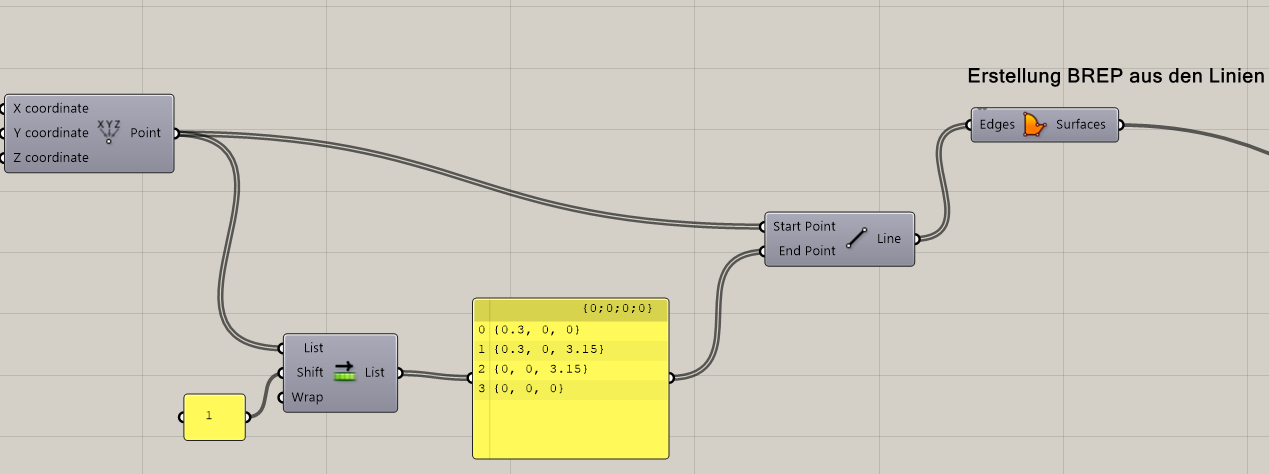 Erstellung BREP aus den Linien
X coordinate
Y coordinate
Z coordinate
XYZ
Point
Edges
Surfaces
Start Point
End Point
Line
List
Shift
Wrap
List
1
{0;0;0;0}
0 {0.3, 0, 0}
1 {0.3, 0, 3.15}
2 {0, 0, 3.15}
3 {0, 0, 0}